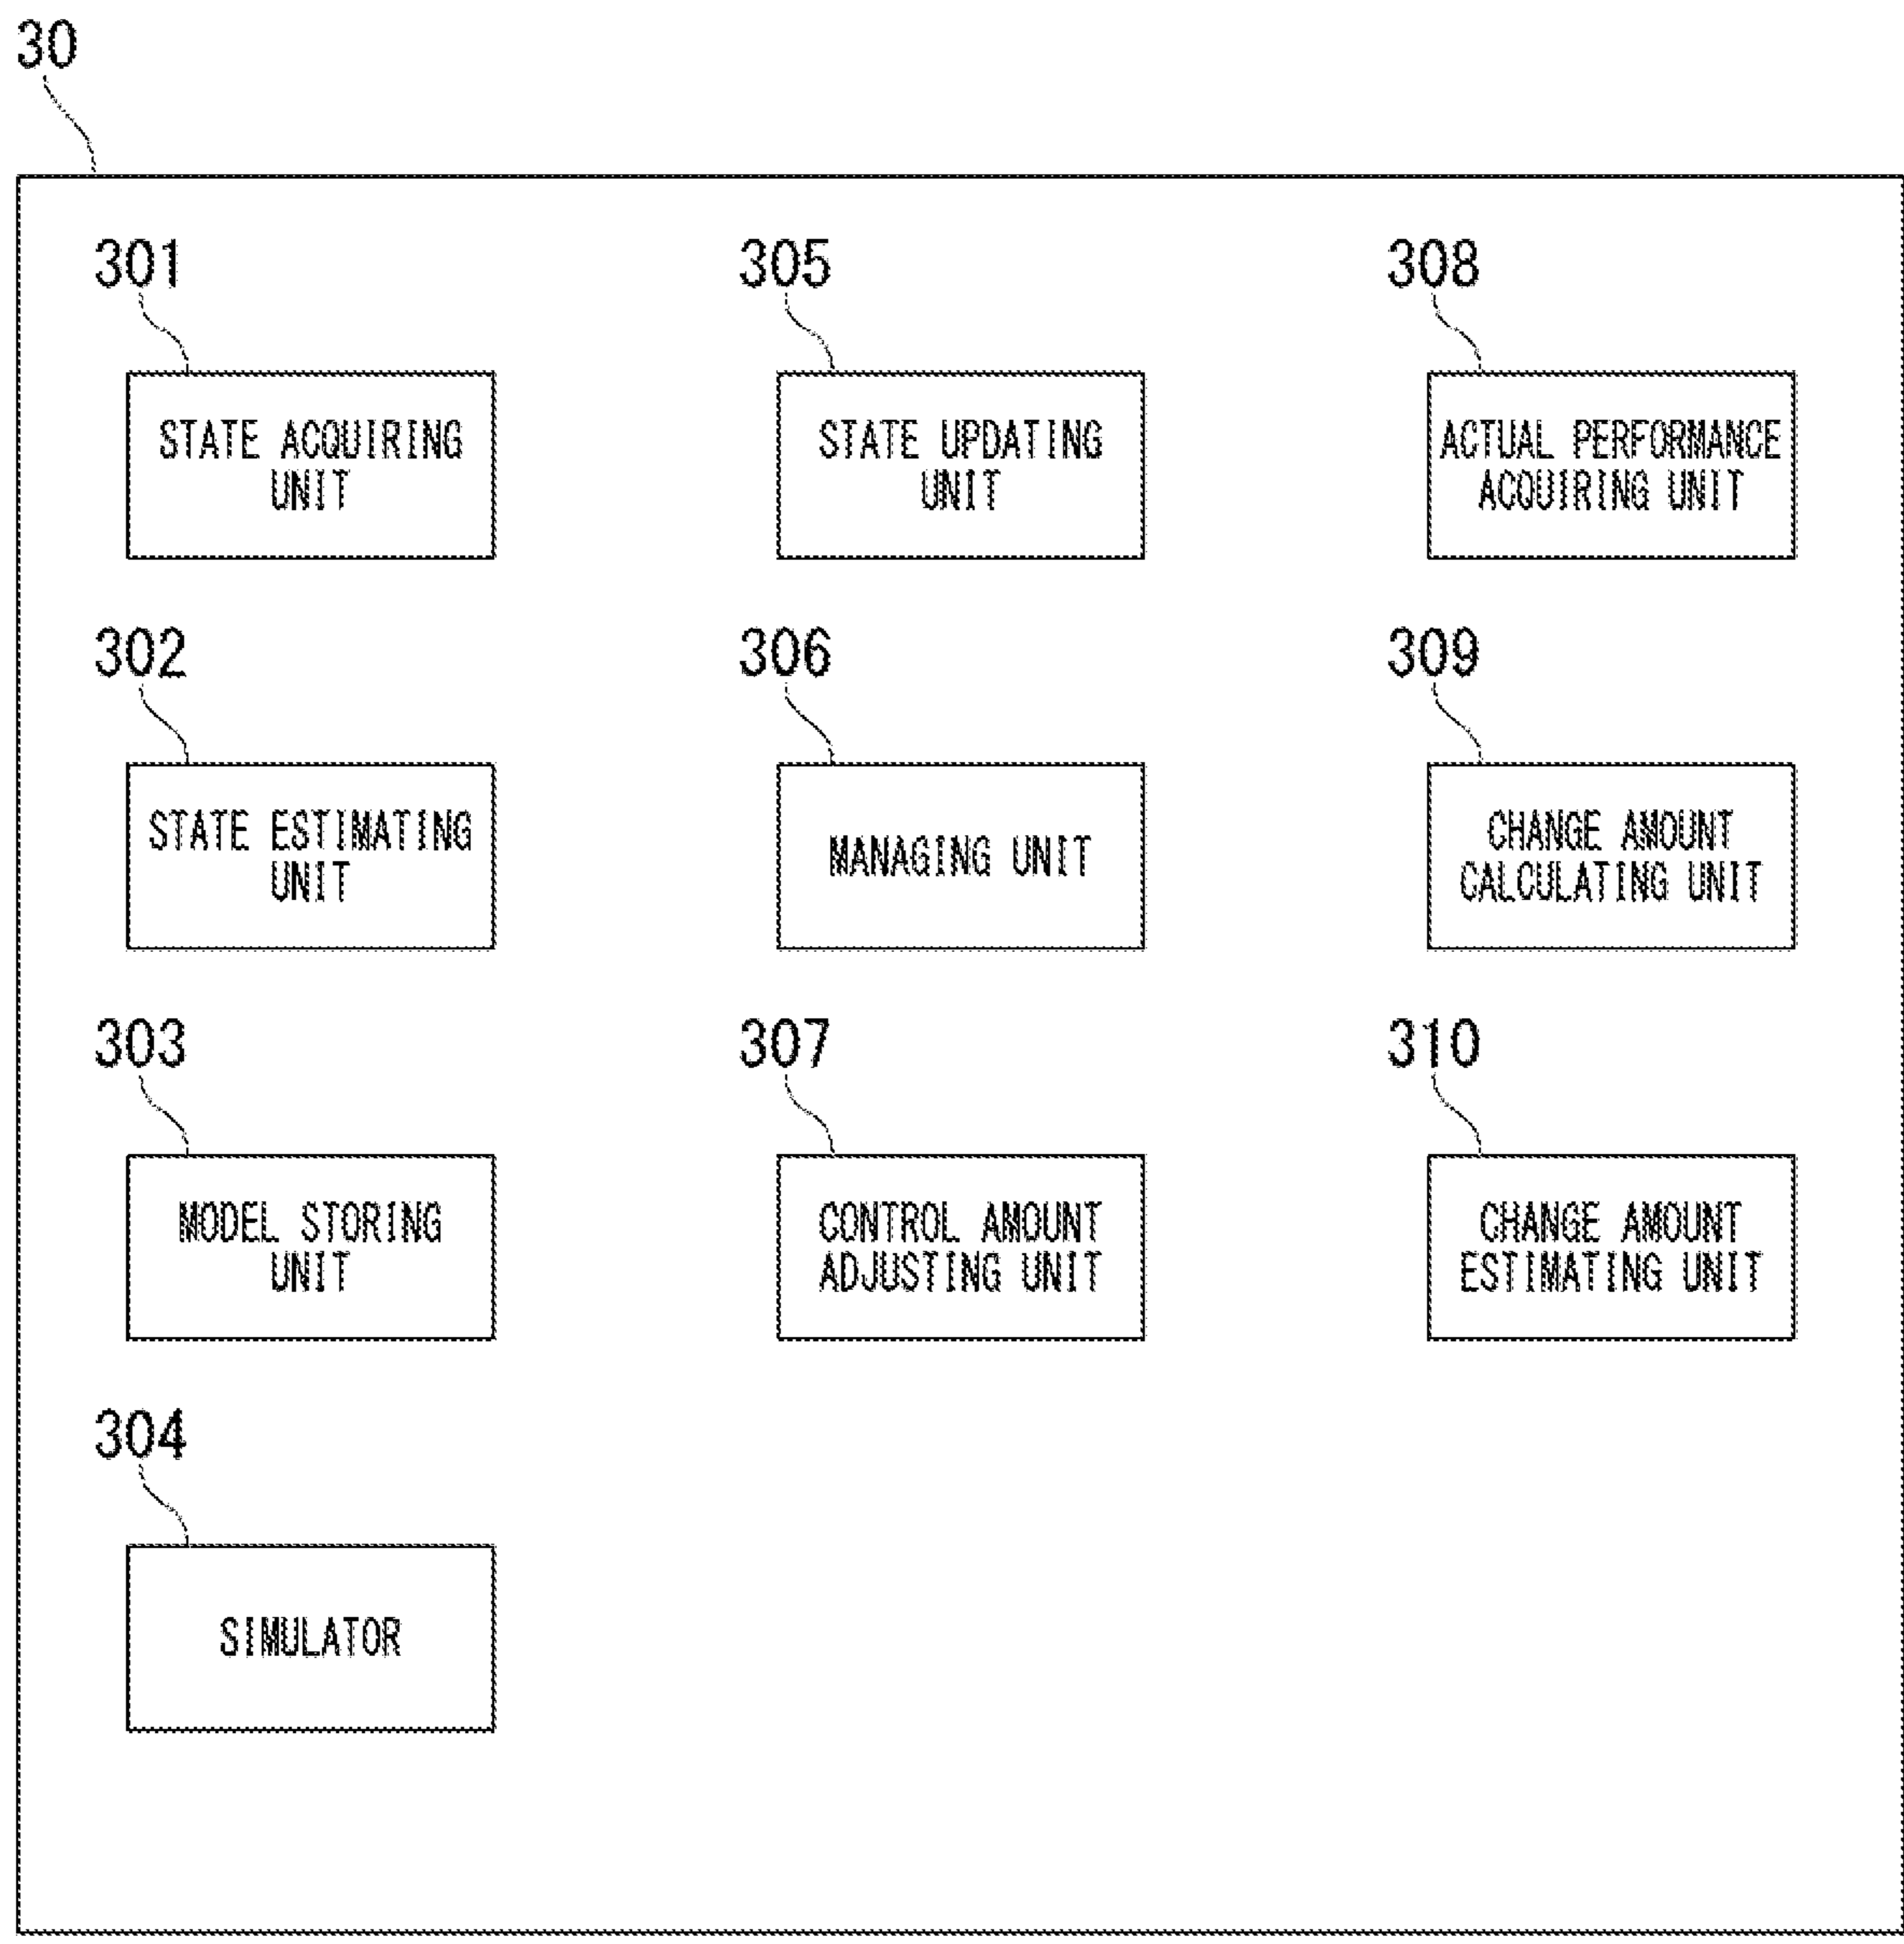 30
301
STATE ACQUIRING
UNIT
302
STATE ESTIMATING
UNIT
303
MODEL STORING
UNIT
304
SIMULATOR
305
STATE UPDATING
UNIT
306
MANAGING UNIT
307
CONTROL AMOUNT
ADJUSTING UNIT
308
ACTUAL PERFORMANCE
ACQUIRING UNIT
309
CHANGE AMOUNT
CALCULATING UNIT
310
CHANGE AMOUNT
ESTIMATING UNIT